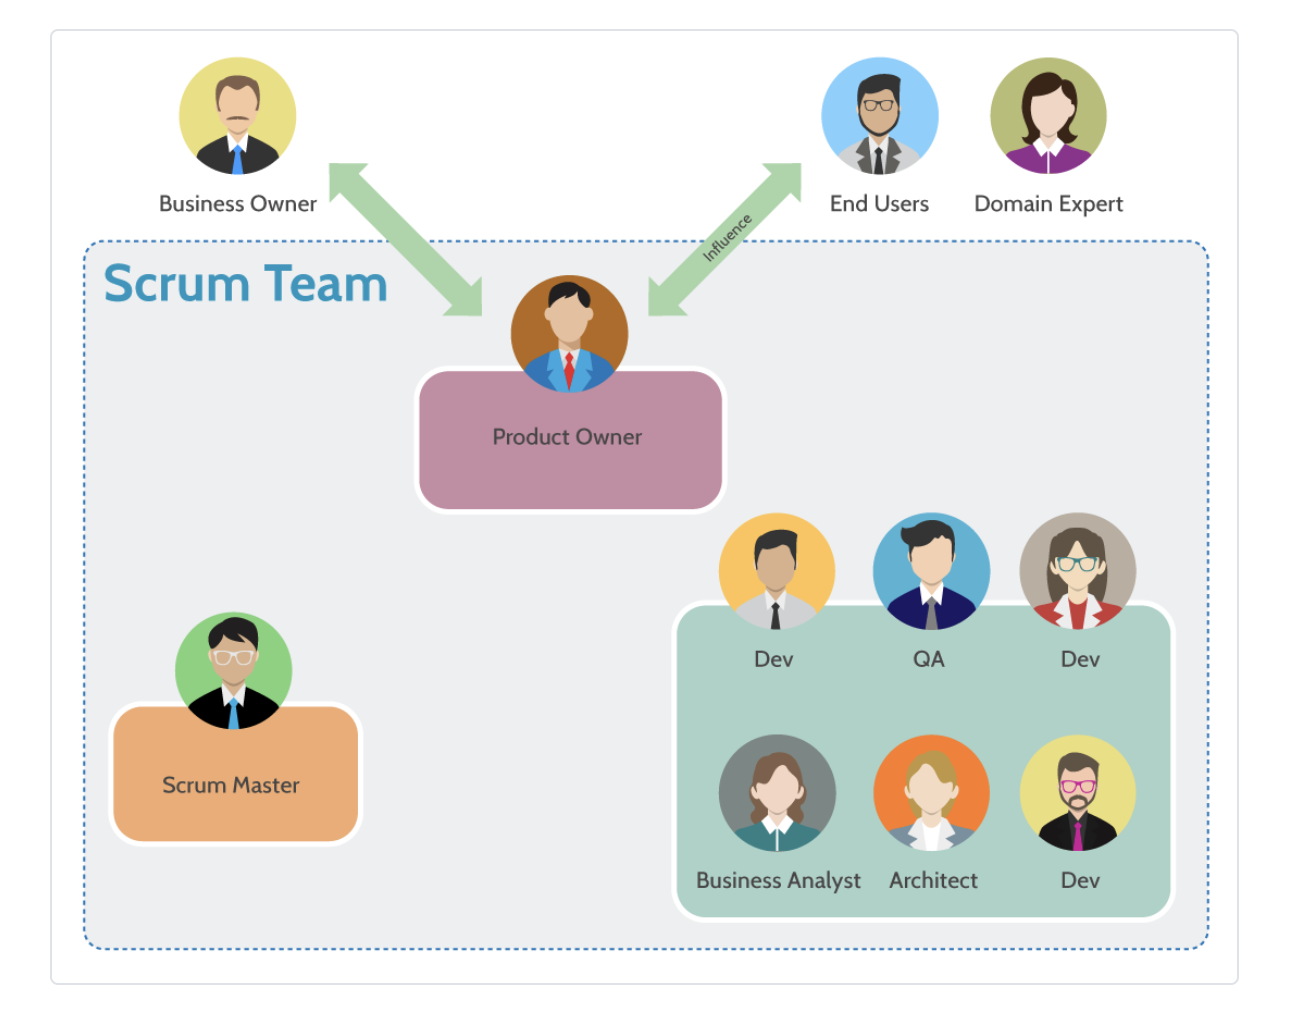 Business Owner
End Users
Domain Expert
Influence
Scrum Team
Product Owner
Dev
QA
Dev
Scrum Master
Business Analyst
Architect
Dev